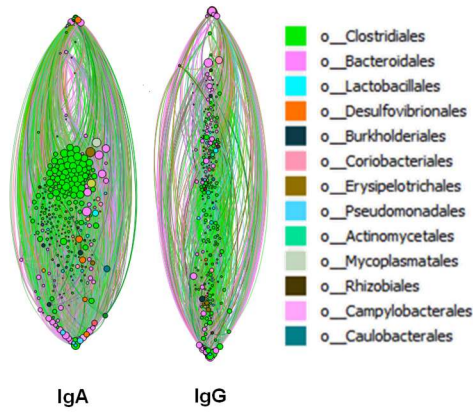 o__Clostridiales
o__Bacteroidales
o__Lactobacillales
o__Desulfovibrionales
o__Burkholderiales
o__Coriobacteriales
o__Erysipelotrichales
o__Pseudomonadales
o__Actinomycetales
o__Mycoplasmatales
o__Rhizobiales
o__Campylobacterales
o__Caulobacterales
IgA
IgG